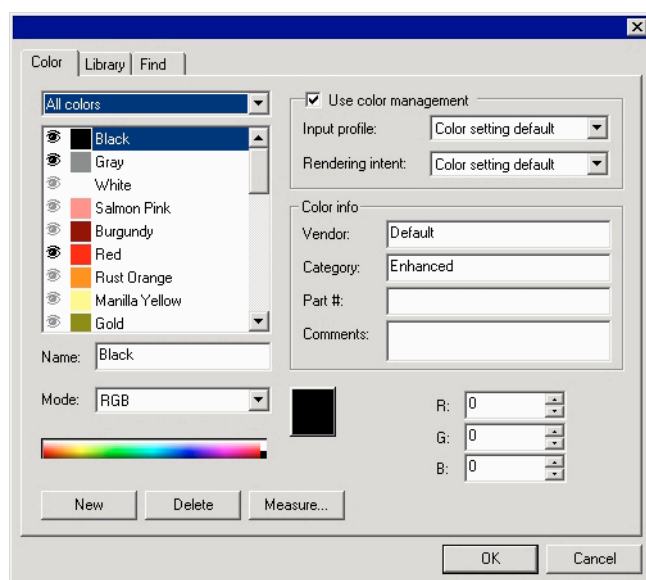 Color Library Find
All colors
Black
Gray
White
Salmon Pink
Burgundy
Red
Rust Orange
Manilla Yellow
Gold
Name: Black
Mode: RGB
Use color management
Input profile: Color setting default
Rendering intent: Color setting default
Color info
Vendor: Default
Category: Enhanced
Part #:
Comments:
R: 0
G: 0
B: 0
New Delete Measure...
OK Cancel